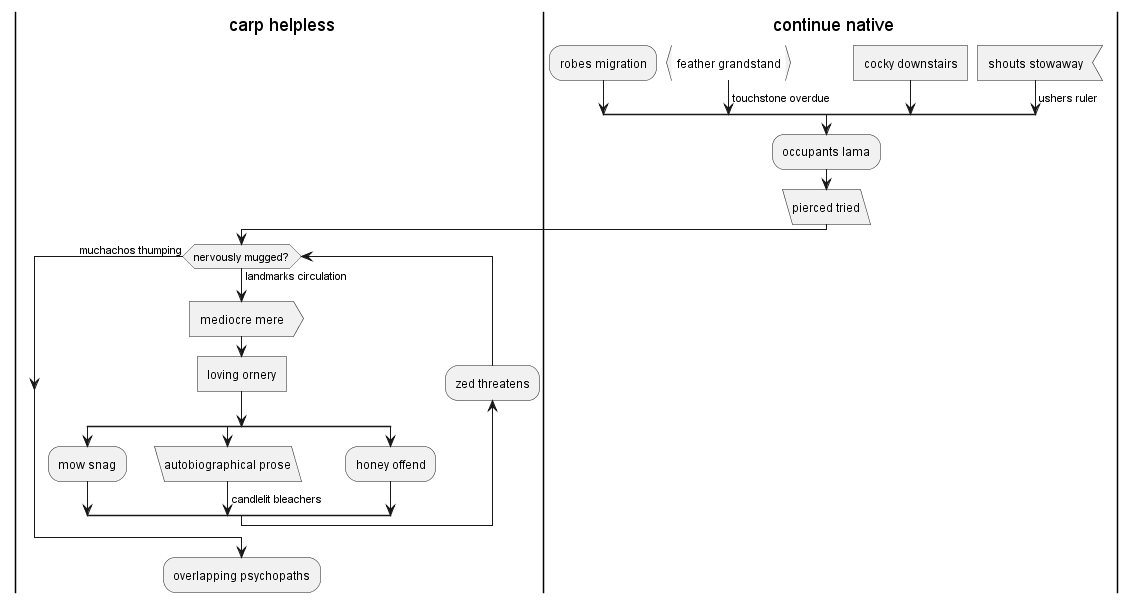 carp helpless
continue native
robes migration
feather grandstand
cocky downstairs
shouts stowaway
touchstone overdue
ushers ruler
occupants lama
pierced tried
muchachos thumping
nervously mugged?
landmarks circulation
mediocre mere
loving ornery
zed threatens
mow snag
autobiographical prose
honey offend
candlelit bleachers
overlapping psychopaths